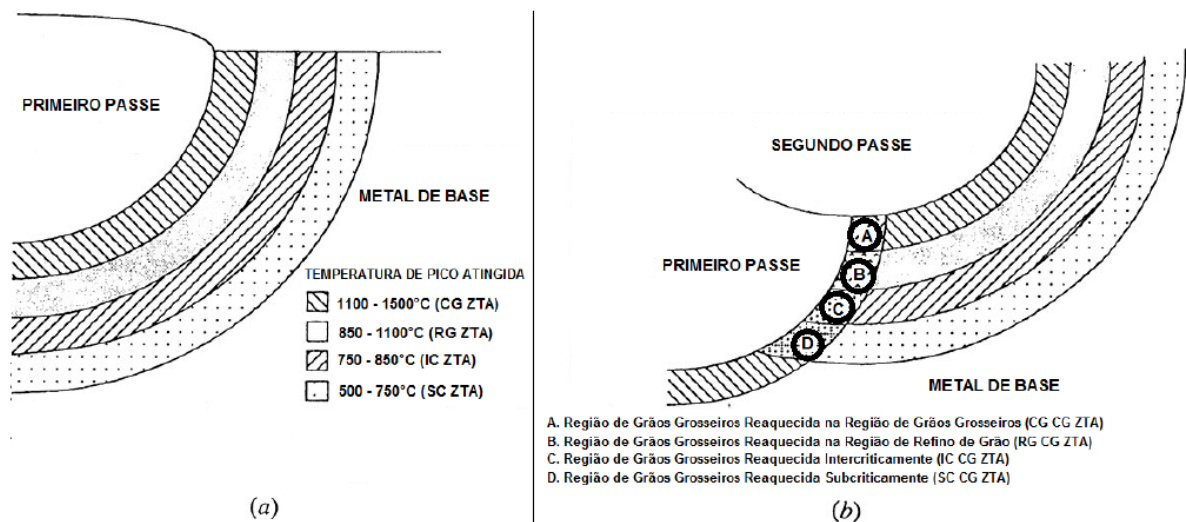 PRIMEIRO PASSE
METAL DE BASE
TEMPERATURA DE PICO ATINGIDA
1100 - 1500°C (CG ZTA)
850 - 1100°C (RG ZTA)
750 - 850°C (IC ZTA)
500 - 750°C (SC ZTA)
(a)
SEGUNDO PASSE
PRIMEIRO PASSE
A
B
C
D
METAL DE BASE
A. Região de Grãos Grosseiros Reaquecida na Região de Grãos Grosseiros (CG CG ZTA)
B. Região de Grãos Grosseiros Reaquecida na Região de Refino de Grão (RG CG ZTA)
C. Região de Grãos Grosseiros Reaquecida Intercriticamente (IC CG ZTA)
D. Região de Grãos Grosseiros Reaquecida Subcriticamente (SC CG ZTA)
(b)